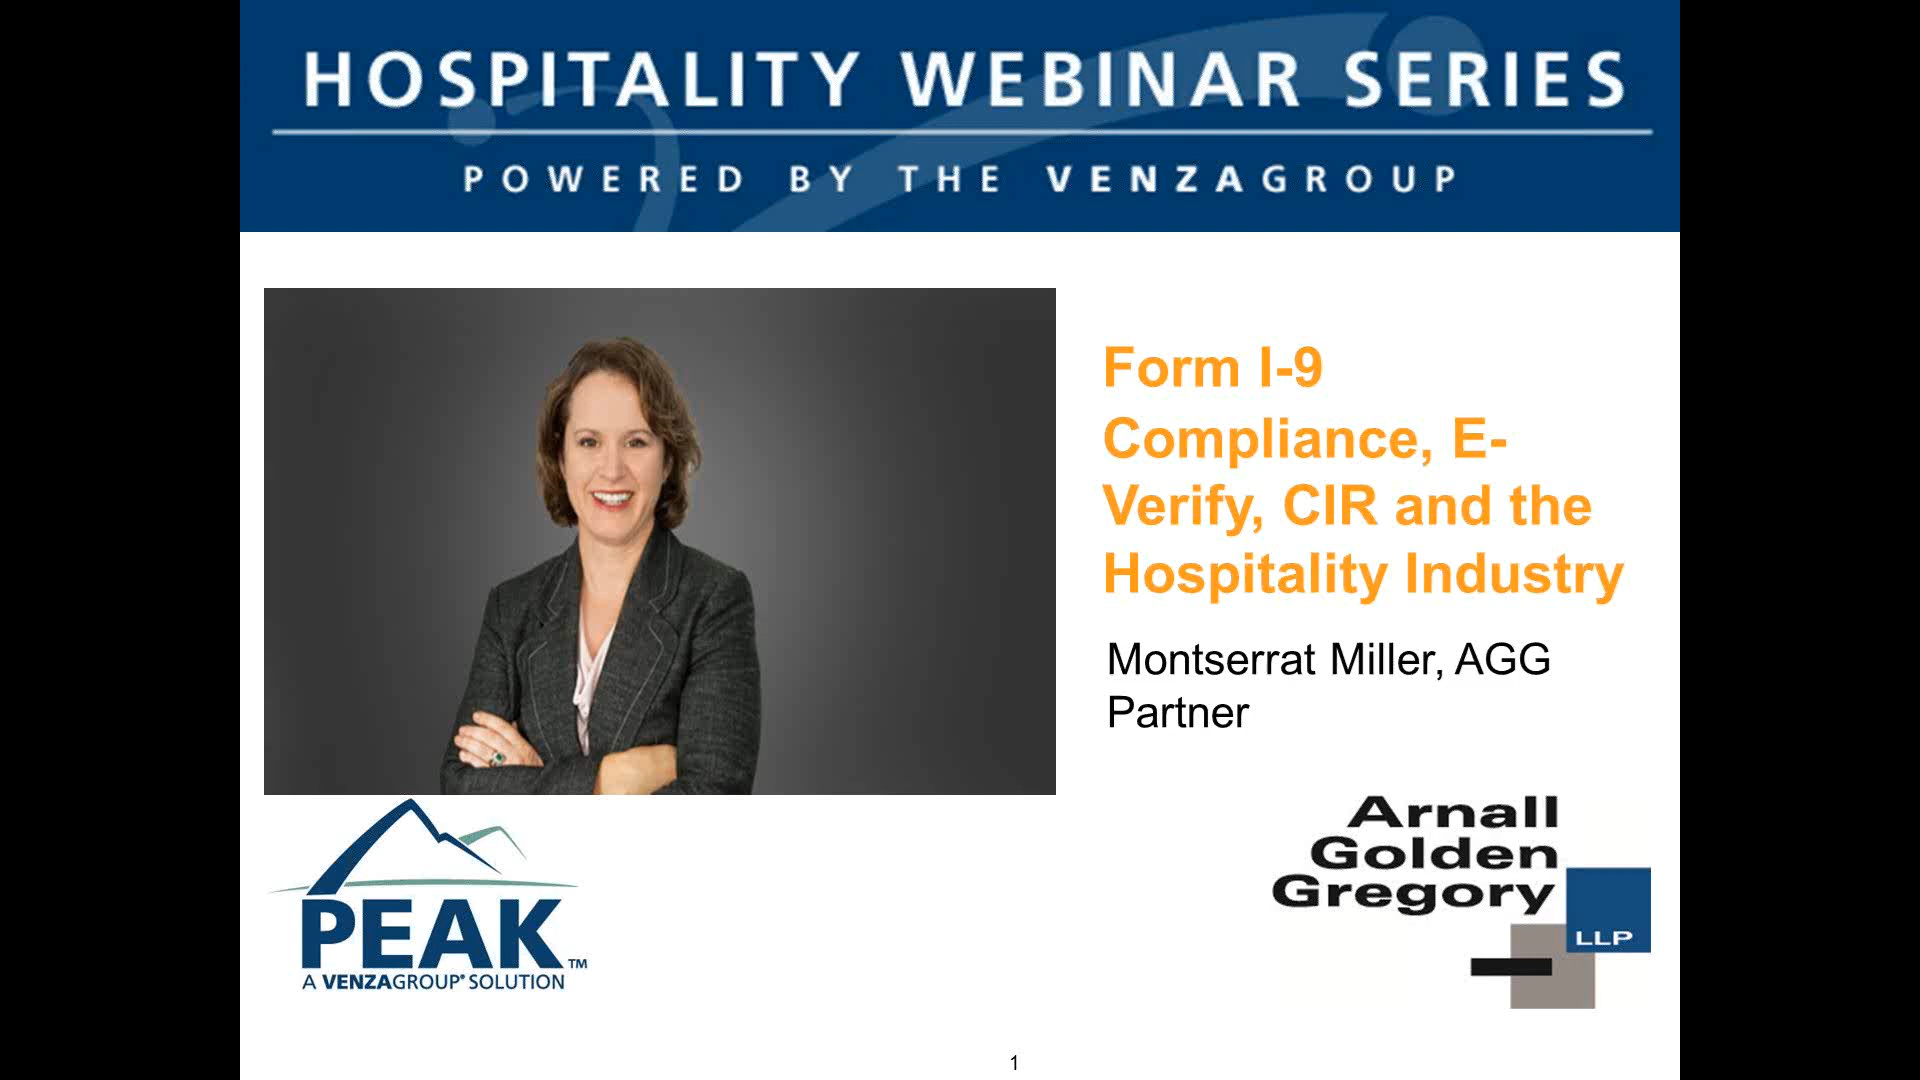 HOSPITALITY WEBINAR SERIES
POWERED BY THE VENZAGROUP
Form I-9
Compliance, E-
Verify, CIR and the
Hospitality Industry
Montserrat Miller, AGG
Partner
PEAK™
A VENZAGROUP® SOLUTION
Arnall
Golden
Gregory
LLP
1